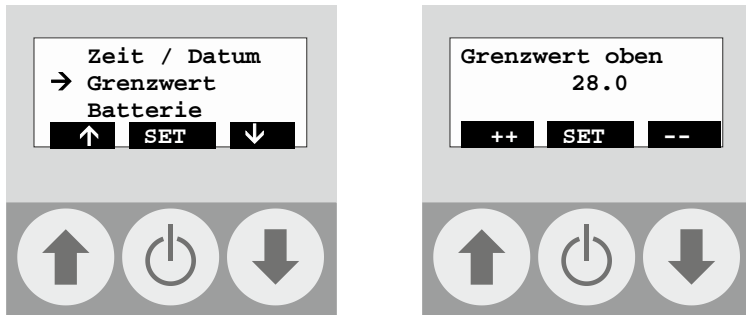 Zeit / Datum
→ Grenzwert
Batterie
↑ SET ↓
Grenzwert oben
28.0
++ SET --